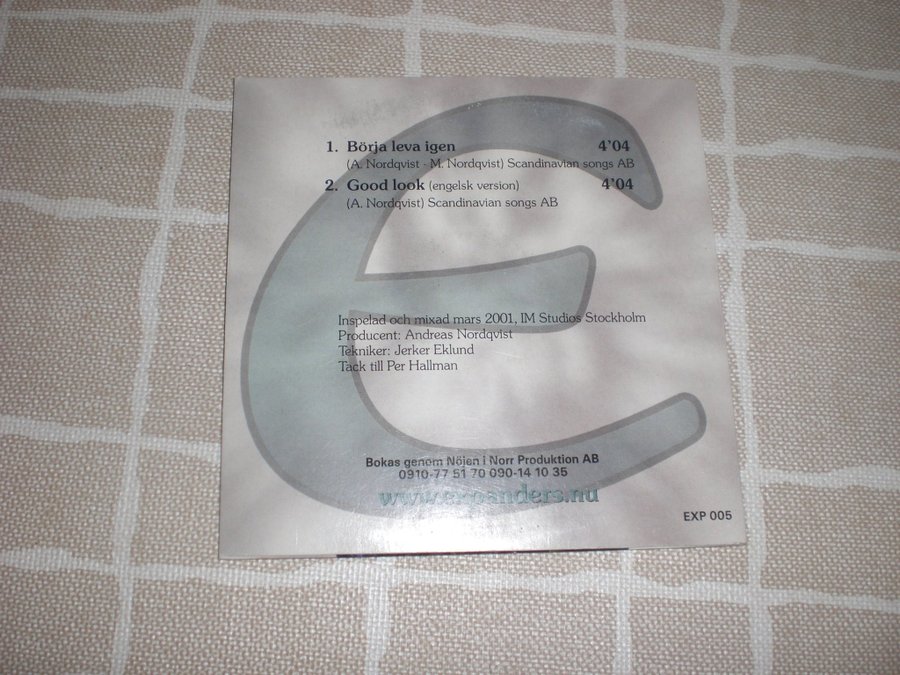 1. Börja leva igen 4'04
(A. Nordqvist - M. Nordqvist) Scandinavian songs AB
2. Good look (engelsk version) 4'04
(A. Nordqvist) Scandinavian songs AB
Inspelad och mixad mars 2001, IM Studios Stockholm
Producent: Andreas Nordqvist
Tekniker: Jerker Eklund
Tack till Per Hallman
Bokas genom Nöjen i Norr Produktion AB
0910-77 51 70 090-14 10 35
www.expanders.nu
EXP 005